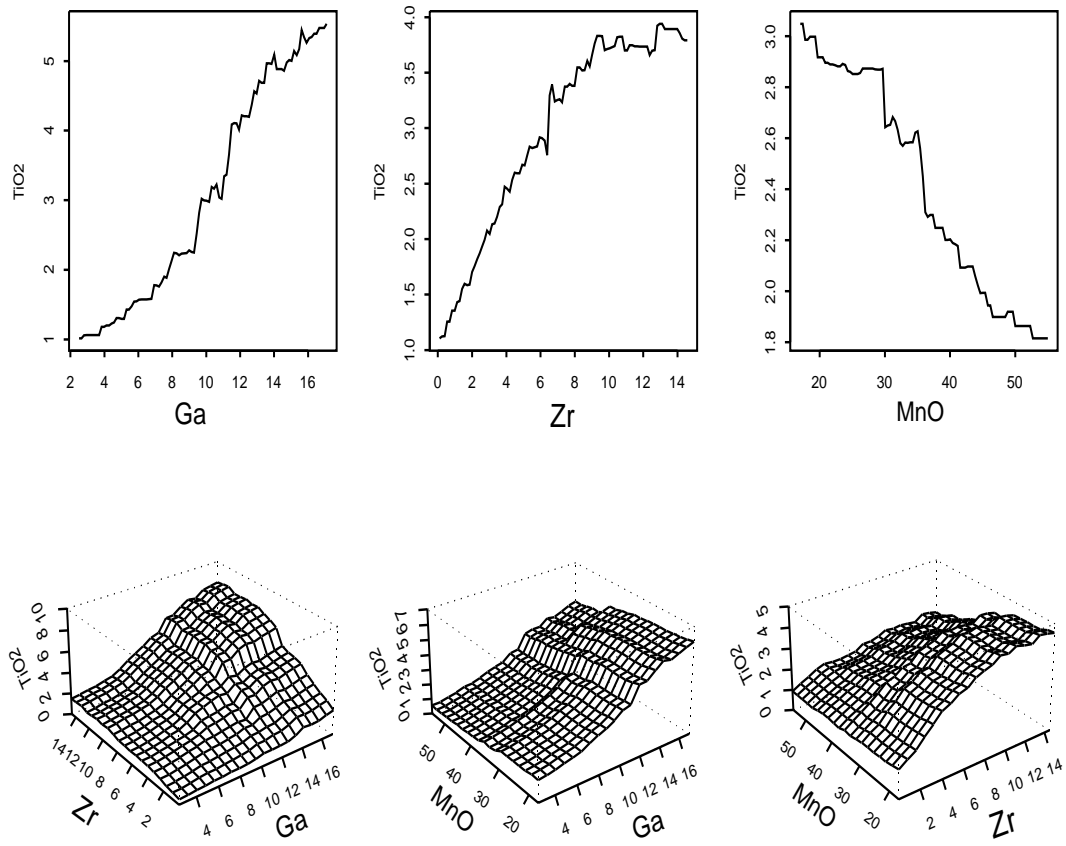 TiO2
1 2 3 4 5
2 4 6 8 10 12 14 16
Ga
TiO2
1.0 1.5 2.0 2.5 3.0 3.5 4.0
0 2 4 6 8 10 12 14
Zr
TiO2
1.8 2.0 2.2 2.4 2.6 2.8 3.0
20 30 40 50
MnO
TiO2
0 2 4 6 8 10
14 12 10 8 6 4 2
Zr
4 6 8 10 12 14 16
Ga
TiO2
0 1 2 3 4 5 6 7
50 40 30 20
MnO
4 6 8 10 12 14 16
Ga
TiO2
0 1 2 3 4 5
50 40 30 20
MnO
2 4 6 8 10 12 14
Zr